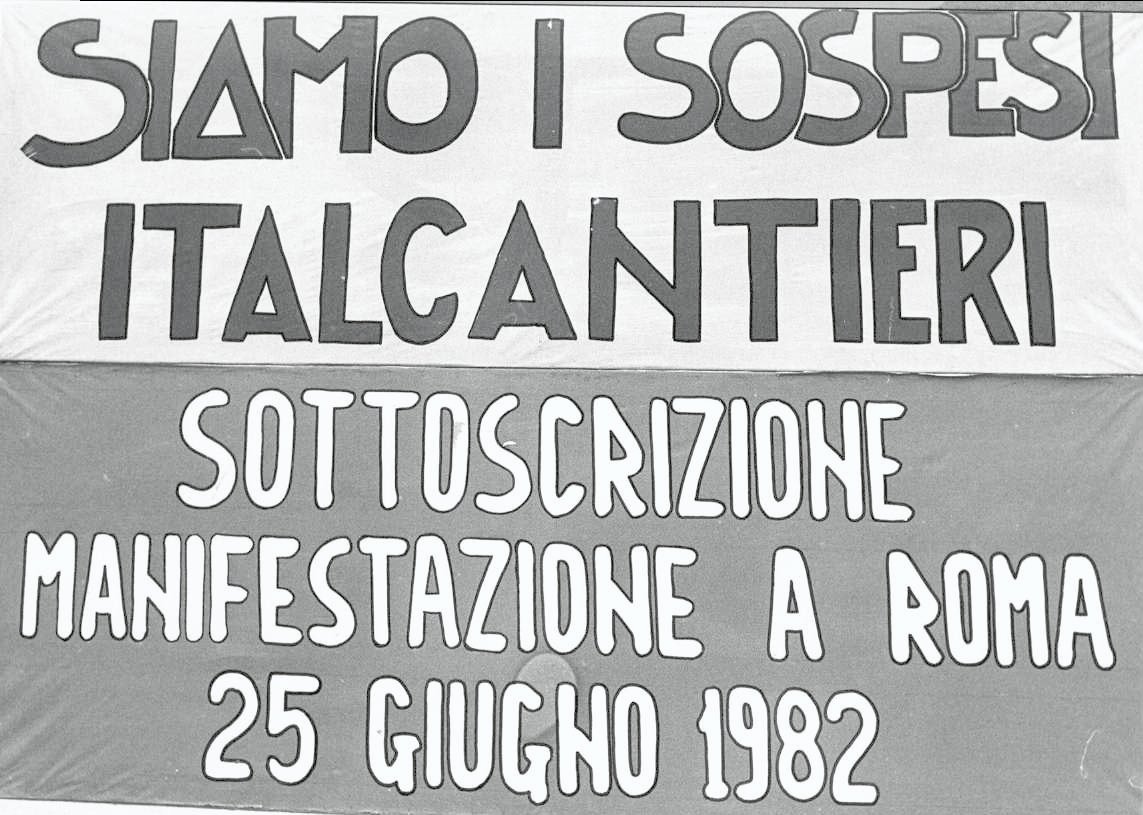 SIAMO I SOSPESI
ITALCANTIERI
SOTTOSCRIZIONE
MANIFESTAZIONE A ROMA
25 GIUGNO 1982